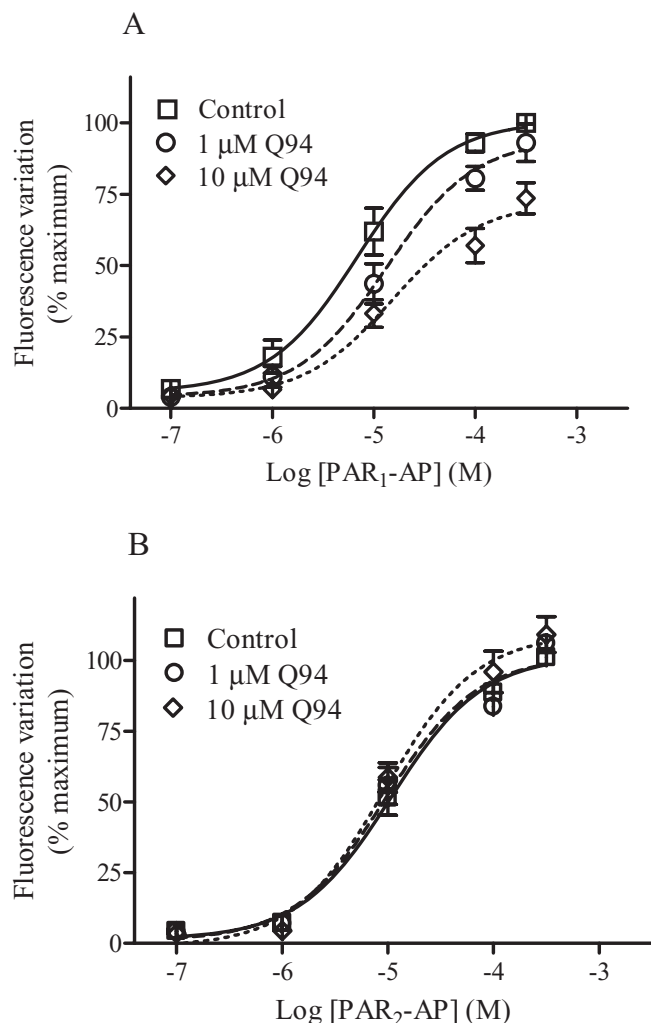 A
Control
1 μM Q94
10 μM Q94
Fluorescence variation
(% maximum)
100
75
50
25
0
-7 -6 -5 -4 -3
Log [PAR₁-AP] (M)
B
Control
1 μM Q94
10 μM Q94
Fluorescence variation
(% maximum)
100
75
50
25
0
-7 -6 -5 -4 -3
Log [PAR₂-AP] (M)